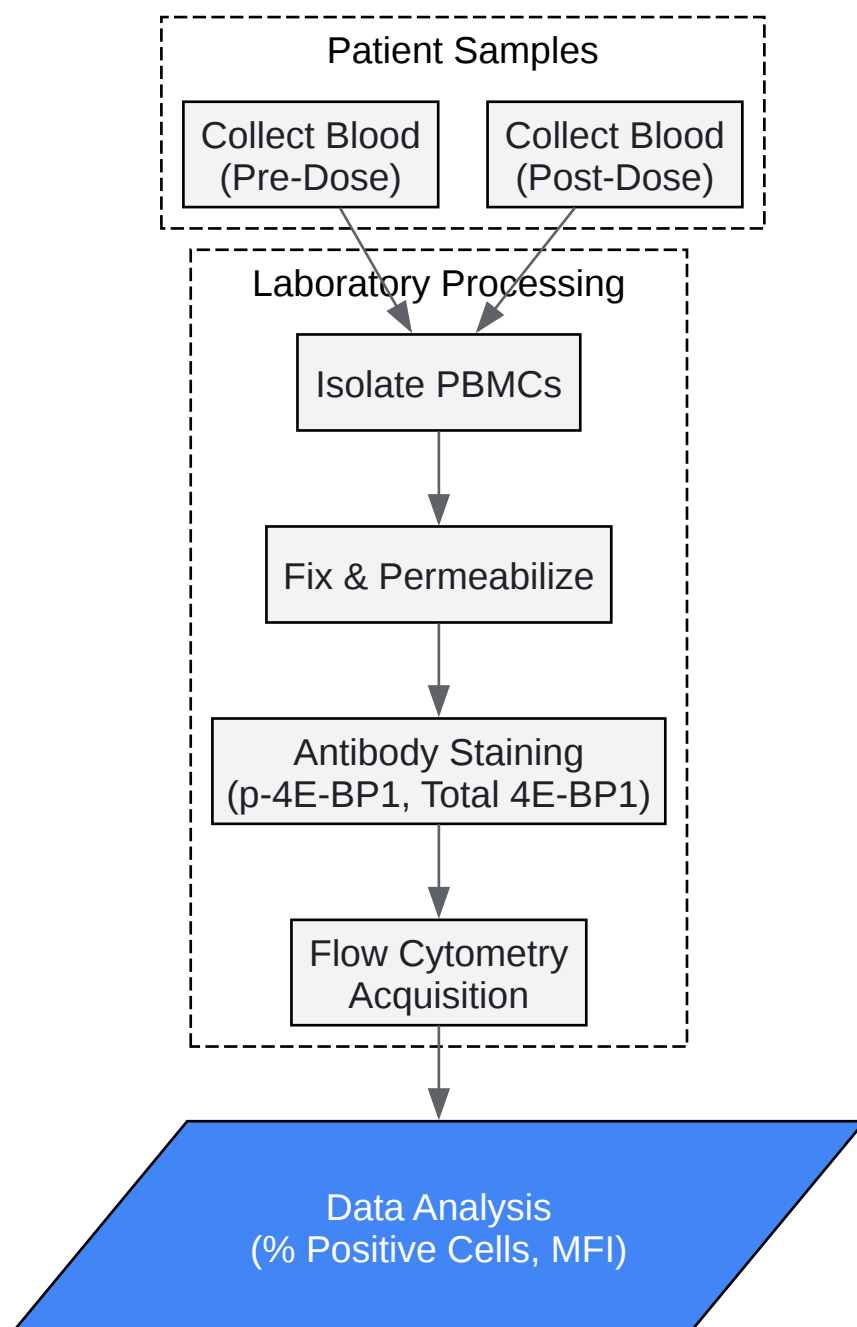 Patient Samples
Collect Blood
(Pre-Dose)
Collect Blood
(Post-Dose)
Laboratory Processing
Isolate PBMCs
Fix & Permeabilize
Antibody Staining
(p-4E-BP1, Total 4E-BP1)
Flow Cytometry
Acquisition
Data Analysis
(% Positive Cells, MFI)